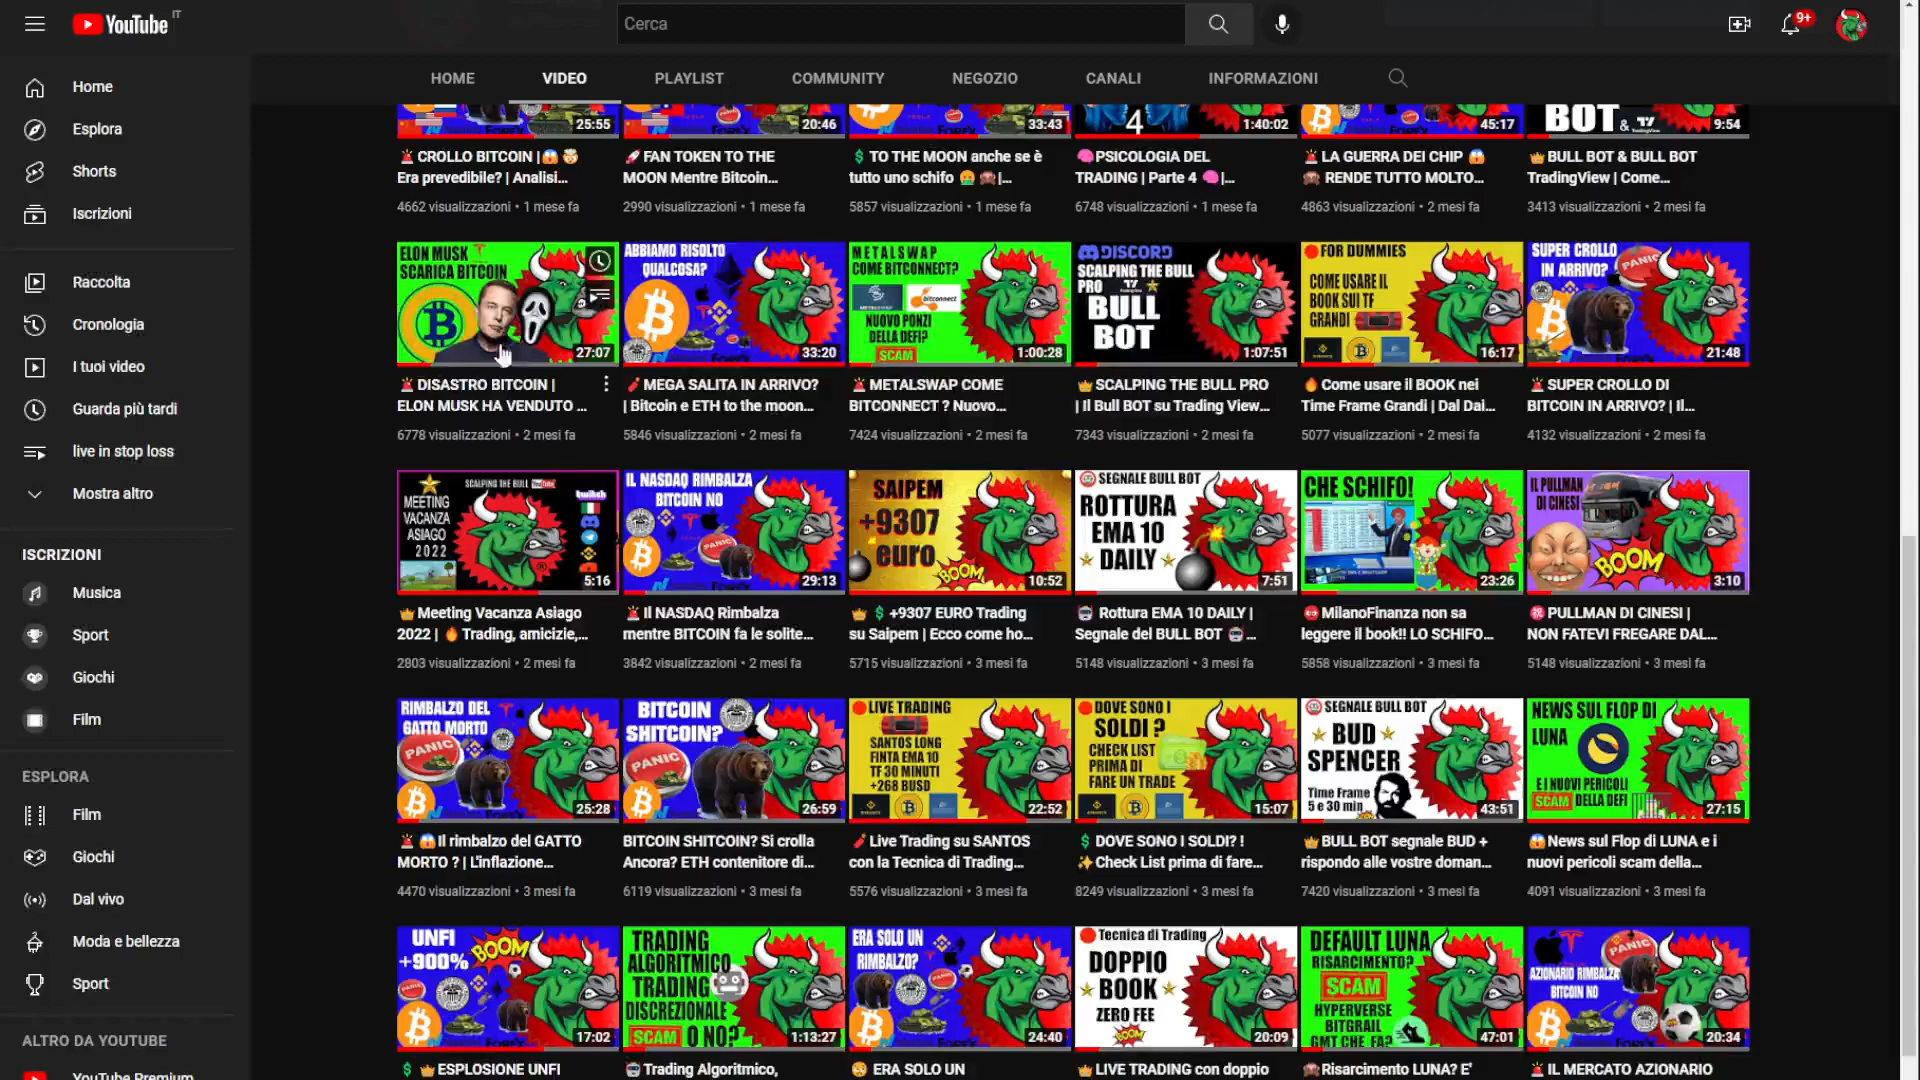 YouTube IT
Cerca
9+
Home
Esplora
Shorts
Iscrizioni
Raccolta
Cronologia
I tuoi video
Guarda più tardi
live in stop loss
Mostra altro
ISCRIZIONI
Musica
Sport
Giochi
Film
ESPLORA
Film
Giochi
Dal vivo
Moda e bellezza
Sport
ALTRO DA YOUTUBE
YouTube Premium
HOME VIDEO PLAYLIST COMMUNITY NEGOZIO CANALI INFORMAZIONI
25:55
🚨CROLLO BITCOIN |😱🤯
Era prevedibile? | Analisi...
4662 visualizzazioni • 1 mese fa
20:46
🚀FAN TOKEN TO THE
MOON Mentre Bitcoin...
2990 visualizzazioni • 1 mese fa
33:43
💲TO THE MOON anche se è
tutto uno schifo 🤮🙈|...
5857 visualizzazioni • 1 mese fa
4
1:40:02
🧠PSICOLOGIA DEL
TRADING | Parte 4 🧠|...
6748 visualizzazioni • 1 mese fa
45:17
🚨LA GUERRA DEI CHIP 😱
🙈 RENDE TUTTO MOLTO...
4863 visualizzazioni • 2 mesi fa
BOT &
TradingView
9:54
👑BULL BOT & BULL BOT
TradingView | Come...
3413 visualizzazioni • 2 mesi fa
ELON MUSK
SCARICA BITCOIN
27:07
🚨DISASTRO BITCOIN |
ELON MUSK HA VENDUTO ...
6778 visualizzazioni • 2 mesi fa
ABBIAMO RISOLTO
QUALCOSA?
33:20
🧨MEGA SALITA IN ARRIVO?
| Bitcoin e ETH to the moon...
5846 visualizzazioni • 2 mesi fa
METALSWAP
COME BITCONNECT?
bitconnect
NUOVO PONZI
DELLA DEFI?
SCAM
1:00:28
🚨METALSWAP COME
BITCONNECT ? Nuovo...
7424 visualizzazioni • 2 mesi fa
DISCORD
SCALPING THE BULL
PRO
BULL
BOT
1:07:51
👑SCALPING THE BULL PRO
| Il Bull BOT su Trading View...
7343 visualizzazioni • 2 mesi fa
FOR DUMMIES
COME USARE IL
BOOK SUI TF
GRANDI
16:17
🔥Come usare il BOOK nei
Time Frame Grandi | Dal Dai...
5077 visualizzazioni • 2 mesi fa
SUPER CROLLO
IN ARRIVO?
PANIC
21:48
🚨SUPER CROLLO DI
BITCOIN IN ARRIVO? | Il...
4132 visualizzazioni • 2 mesi fa
SCALPING THE BULL YouTube
MEETING
VACANZA
ASIAGO
2022
twitch
5:16
👑Meeting Vacanza Asiago
2022 | 🔥Trading, amicizie,...
2803 visualizzazioni • 2 mesi fa
IL NASDAQ RIMBALZA
BITCOIN NO
PANIC
29:13
🚨Il NASDAQ Rimbalza
mentre BITCOIN fa le solite...
3842 visualizzazioni • 2 mesi fa
SAIPEM
+9307
euro
BOOM
10:52
👑💲+9307 EURO Trading
su Saipem | Ecco come ho...
5715 visualizzazioni • 3 mesi fa
SEGNALE BULL BOT
ROTTURA
EMA 10
DAILY
7:51
🤖 Rottura EMA 10 DAILY |
Segnale del BULL BOT 🤖...
5148 visualizzazioni • 3 mesi fa
CHE SCHIFO!
23:26
🤬MilanoFinanza non sa
leggere il book!! LO SCHIFO...
5858 visualizzazioni • 3 mesi fa
IL PULLMAN
DI CINESI
BOOM
3:10
㊗️PULLMAN DI CINESI |
NON FATEVI FREGARE DAL...
5148 visualizzazioni • 3 mesi fa
RIMBALZO DEL
GATTO MORTO
PANIC
25:28
🚨😱Il rimbalzo del GATTO
MORTO ? | L'inflazione...
4470 visualizzazioni • 3 mesi fa
BITCOIN
SHITCOIN?
PANIC
26:59
BITCOIN SHITCOIN? Si crolla
Ancora? ETH contenitore di...
6119 visualizzazioni • 3 mesi fa
LIVE TRADING
SANTOS LONG
FINTA EMA 10
TF 30 MINUTI
+268 BUSD
22:52
🧨Live Trading su SANTOS
con la Tecnica di Trading...
5576 visualizzazioni • 3 mesi fa
DOVE SONO I
SOLDI ?
CHECK LIST
PRIMA DI
FARE UN TRADE
15:07
💲DOVE SONO I SOLDI?!
✨Check List prima di fare...
8249 visualizzazioni • 3 mesi fa
SEGNALE BULL BOT
BUD
SPENCER
Time Frame
5 e 30 min
43:51
👑BULL BOT segnale BUD +
rispondo alle vostre doman...
7420 visualizzazioni • 3 mesi fa
NEWS SUL FLOP DI
LUNA
E I NUOVI PERICOLI
SCAM DELLA DEFI
27:15
😱News sul Flop di LUNA e i
nuovi pericoli scam della...
4091 visualizzazioni • 3 mesi fa
UNFI
+900%
BOOM
PANIC
17:02
💲👑ESPLOSIONE UNFI
TRADING
ALGORITMICO
TRADING
DISCREZIONALE
SCAM O NO?
1:13:27
🤖Trading Algoritmico,
ERA SOLO UN
RIMBALZO?
PANIC
24:40
ERA SOLO UN
Tecnica di Trading
DOPPIO
BOOK
ZERO FEE
BOOM
20:09
👑LIVE TRADING con doppio
DEFAULT LUNA
RISARCIMENTO?
SCAM
HYPERVERSE
BITGRAIL
GMT CHE FA?
47:01
🙈Risarcimento LUNA? E'
PANIC
AZIONARIO RIMBALZA
BITCOIN NO
20:34
🚨IL MERCATO AZIONARIO